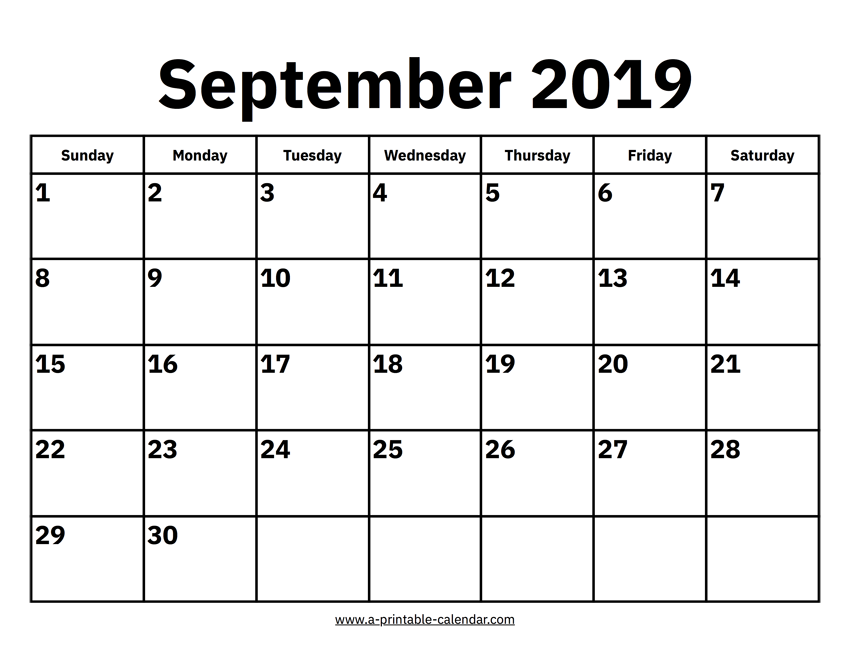 September 2019
Sunday Monday Tuesday Wednesday Thursday Friday Saturday
1 2 3 4 5 6 7
8 9 10 11 12 13 14
15 16 17 18 19 20 21
22 23 24 25 26 27 28
29 30
www.a-printable-calendar.com